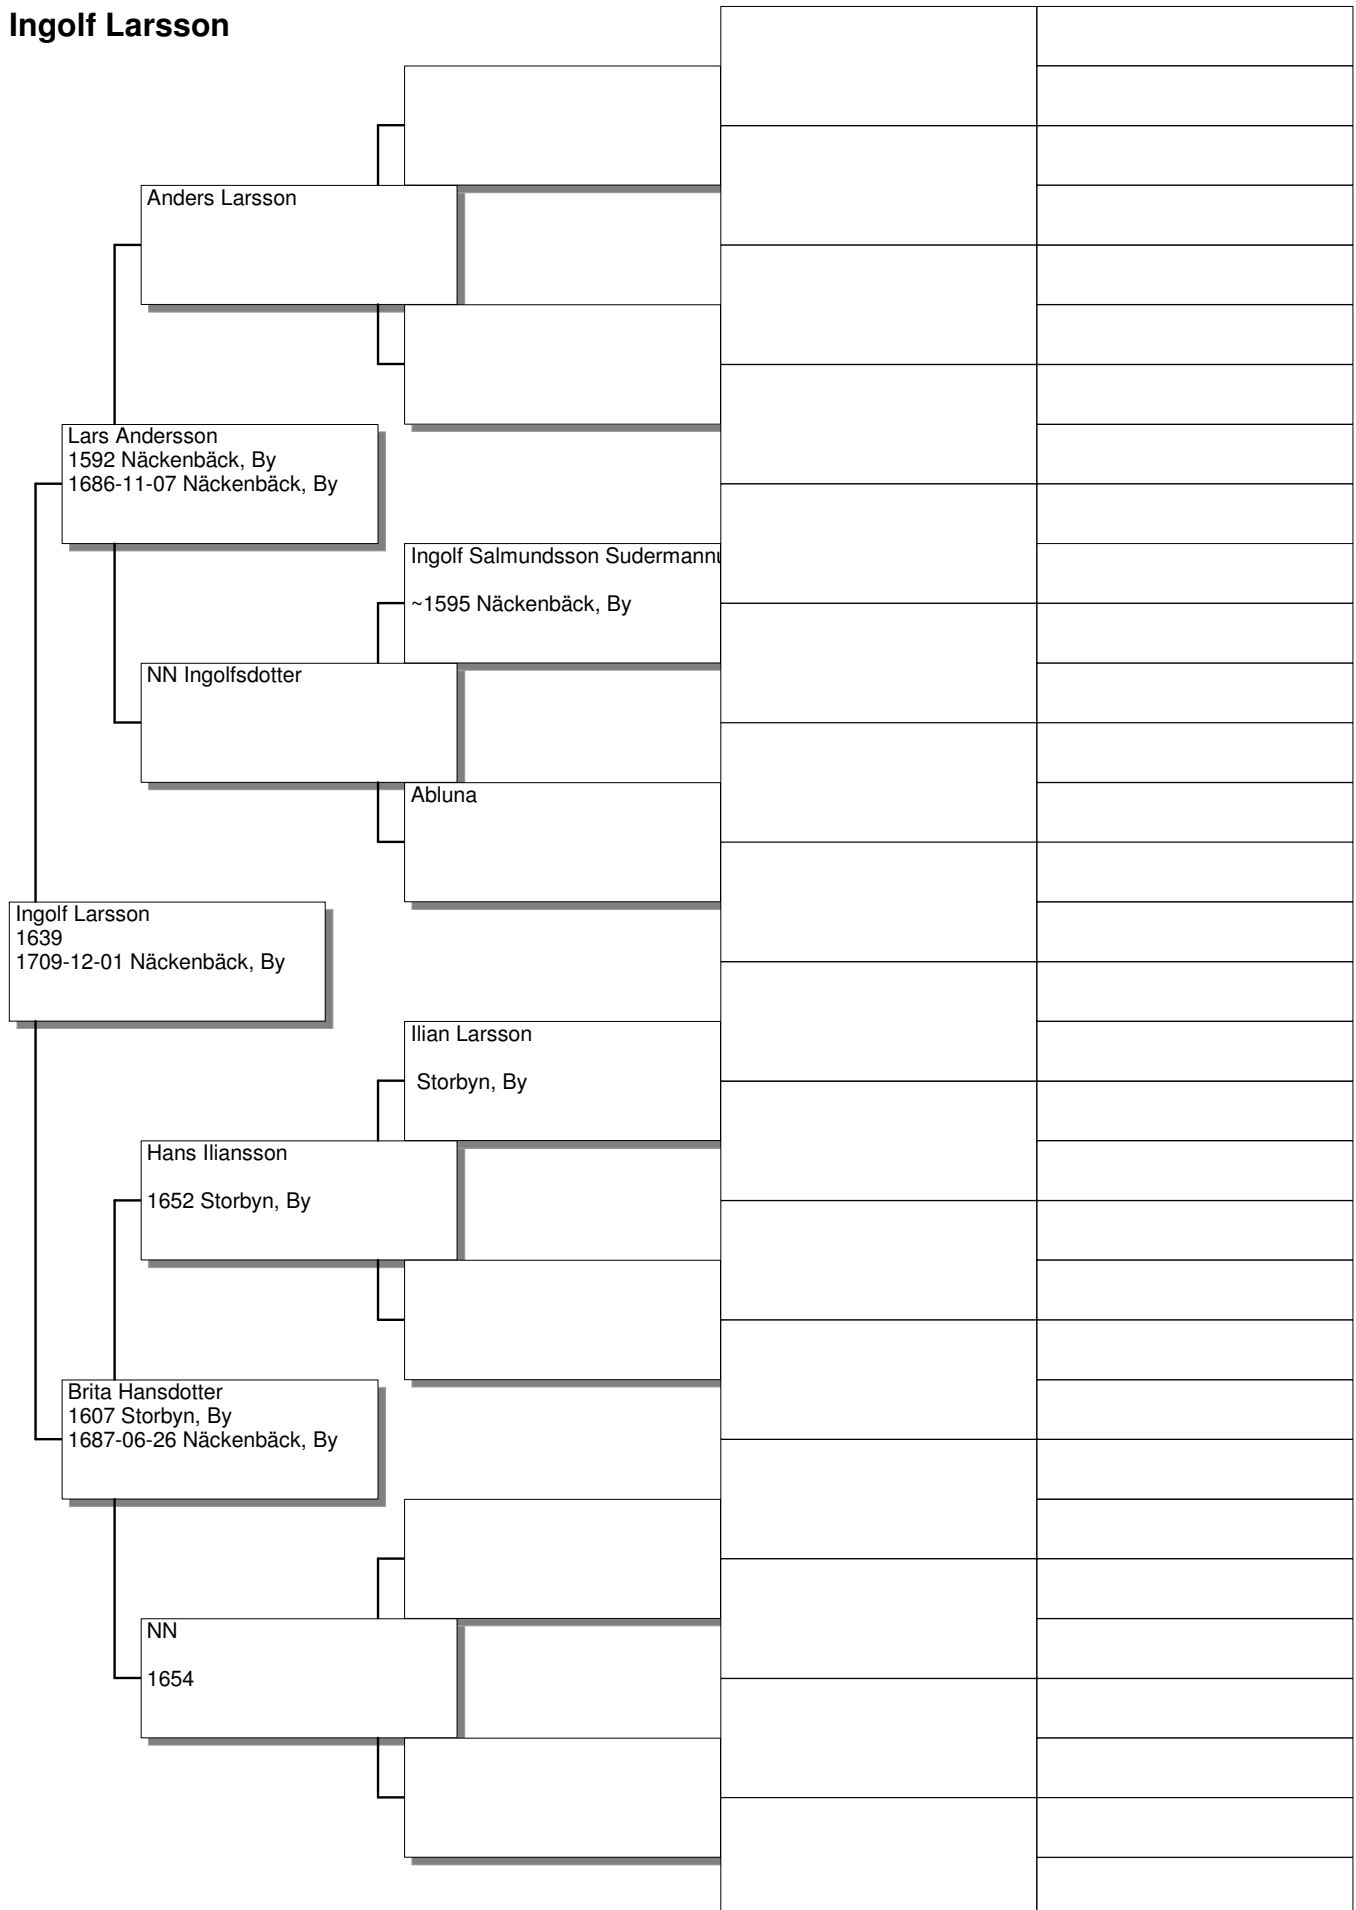 Ingolf Larsson
Anders Larsson
Lars Andersson
1592 Näckenbäck, By
1686-11-07 Näckenbäck, By
Ingolf Salmundsson
~1595 Näckenbäck, By
NN Ingolfsdotter
Abluna
Ingolf Larsson
1639
1709-12-01 Näckenbäck, By
Ilian Larsson
Storbyn, By
Hans Iliansson
1652 Storbyn, By
Brita Hansdotter
1607 Storbyn, By
1687-06-26 Näckenbäck, By
NN
1654